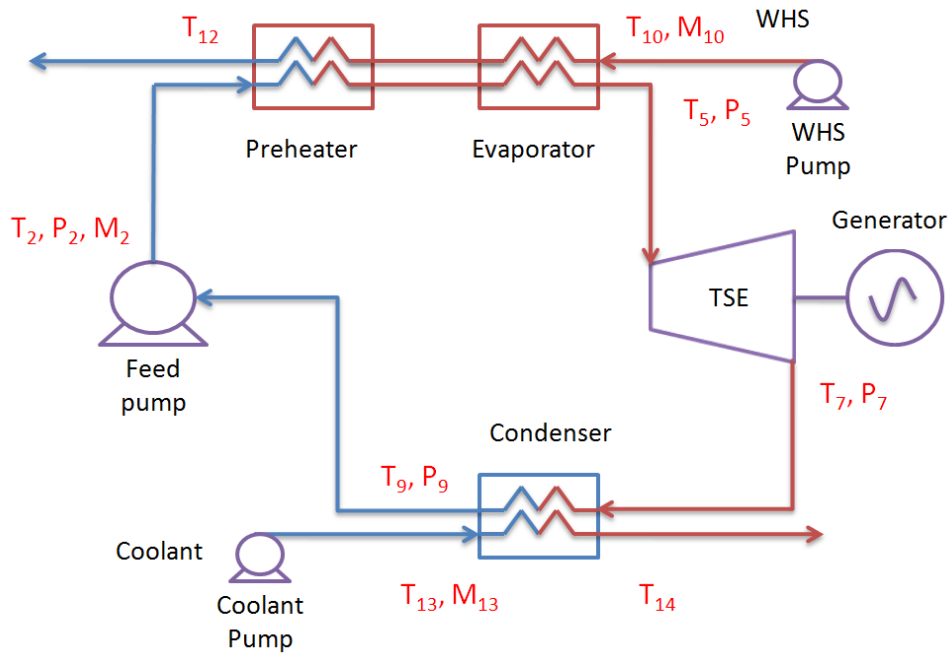 T₁₂
T₁₀, M₁₀
WHS
T₅, P₅
WHS
Pump
Preheater
Evaporator
T₂, P₂, M₂
Generator
TSE
Feed
pump
T₇, P₇
Condenser
T₉, P₉
Coolant
Coolant
Pump
T₁₃, M₁₃
T₁₄